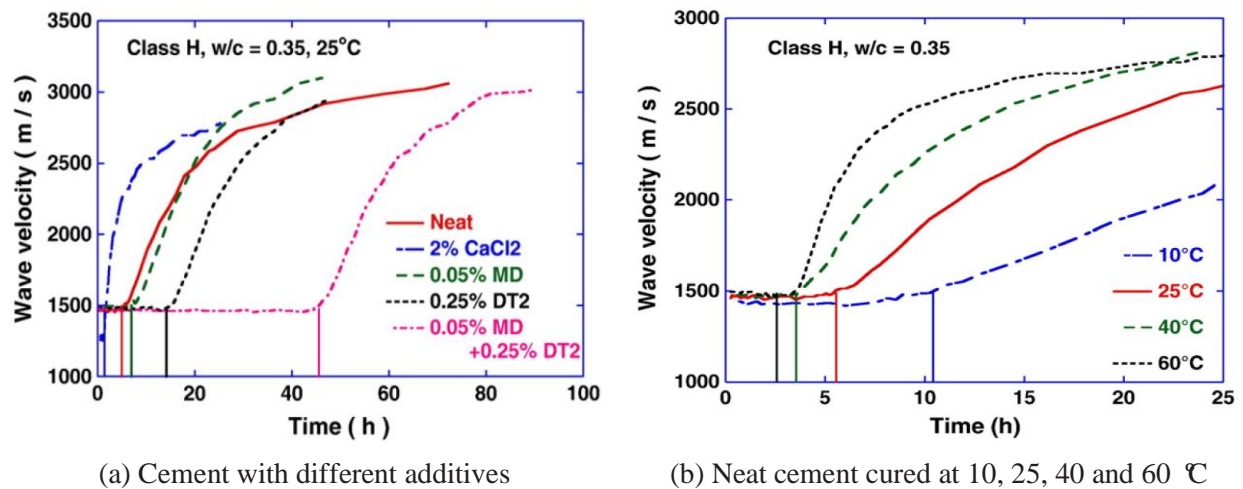 Class H, w/c = 0.35, 25°C
Wave velocity ( m / s )
3500
3000
2500
2000
1500
1000
0
20
40
60
80
100
Time ( h )
Neat
2% CaCl2
0.05% MD
0.25% DT2
0.05% MD
+0.25% DT2
(a) Cement with different additives
Class H, w/c = 0.35
Wave velocity ( m / s )
3000
2500
2000
1500
1000
0
5
10
15
20
25
Time (h)
10°C
25°C
40°C
60°C
(b) Neat cement cured at 10, 25, 40 and 60 ℃